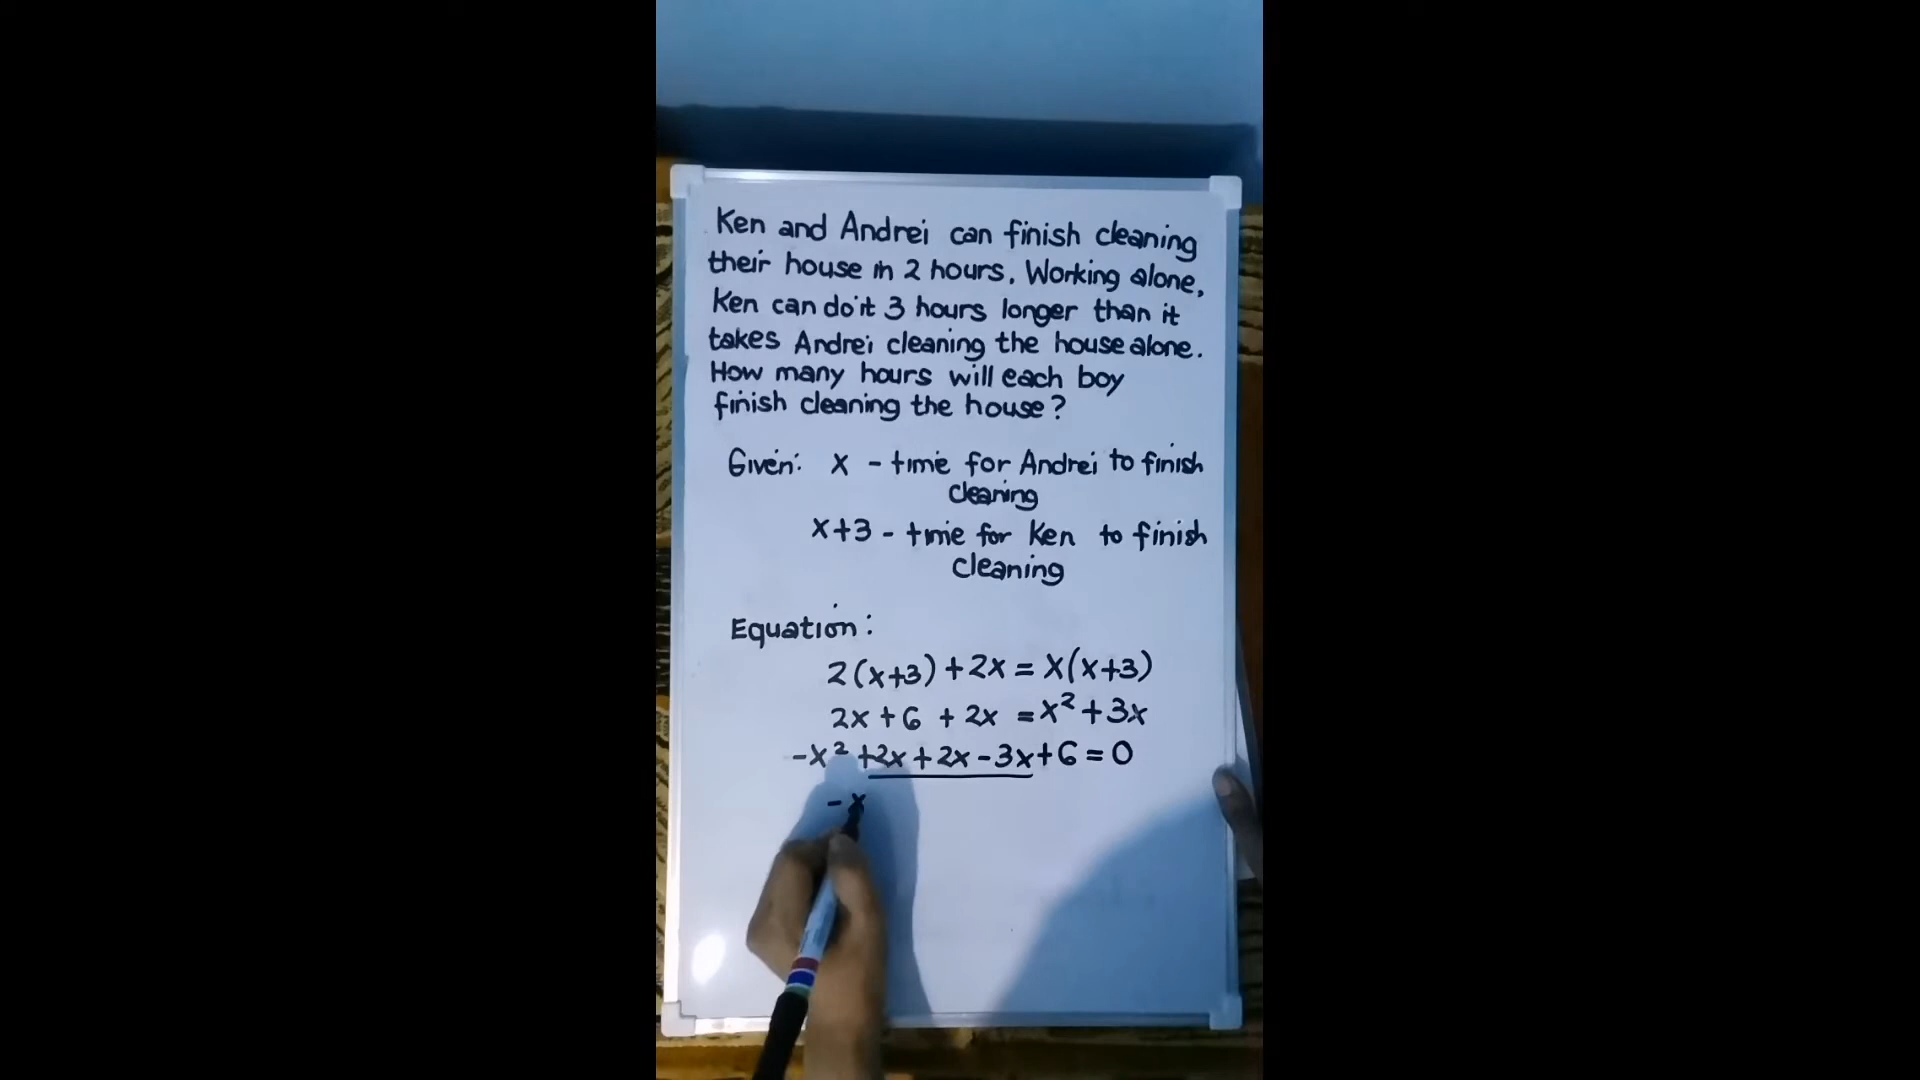 Ken and Andrei can finish cleaning
their house in 2 hours. Working alone,
Ken can do it 3 hours longer than it
takes Andrei cleaning the house alone.
How many hours will each boy
finish cleaning the house?
Given: x - time for Andrei to finish
cleaning
x+3 - time for Ken to finish
cleaning
Equation:
2(x+3) + 2x = x(x+3)
2x + 6 + 2x = x² + 3x
-x² + 2x + 2x - 3x + 6 = 0
- x